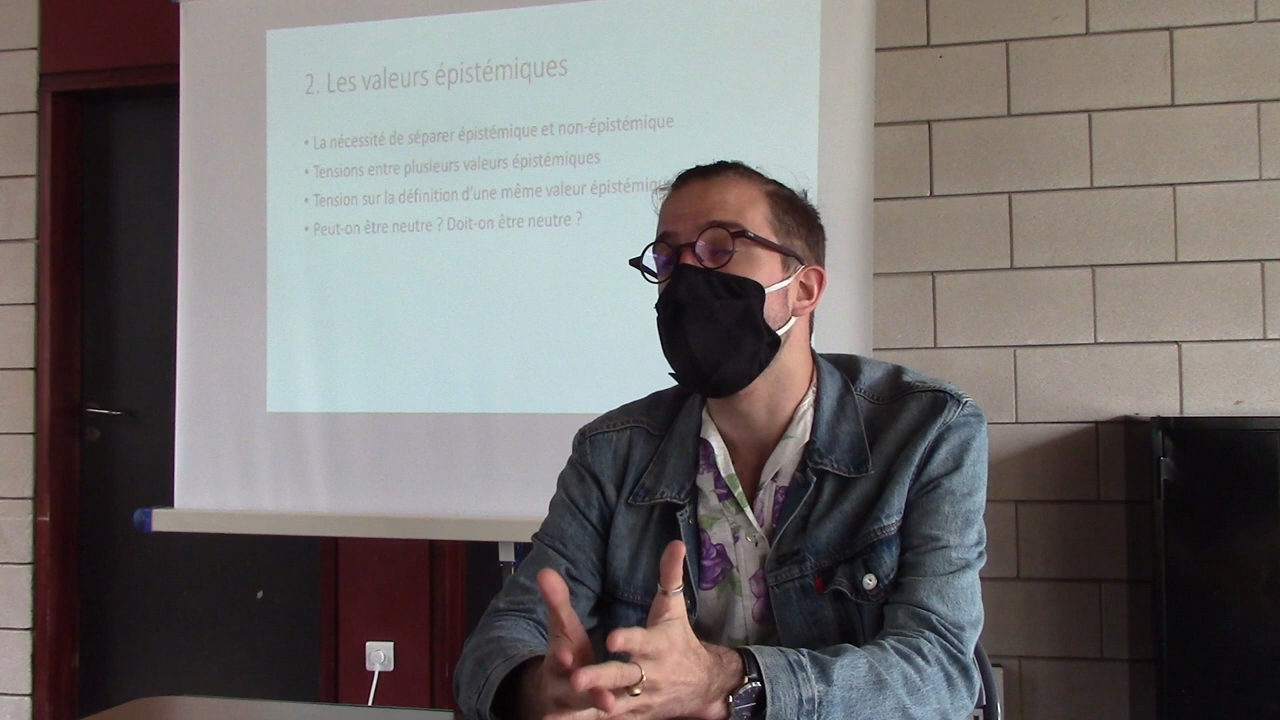 2. Les valeurs épistémiques
• La nécessité de séparer épistémique et non-épistémique
• Tensions entre plusieurs valeurs épistémiques
• Tension sur la définition d'une même valeur épistémique
• Peut-on être neutre ? Doit-on être neutre ?